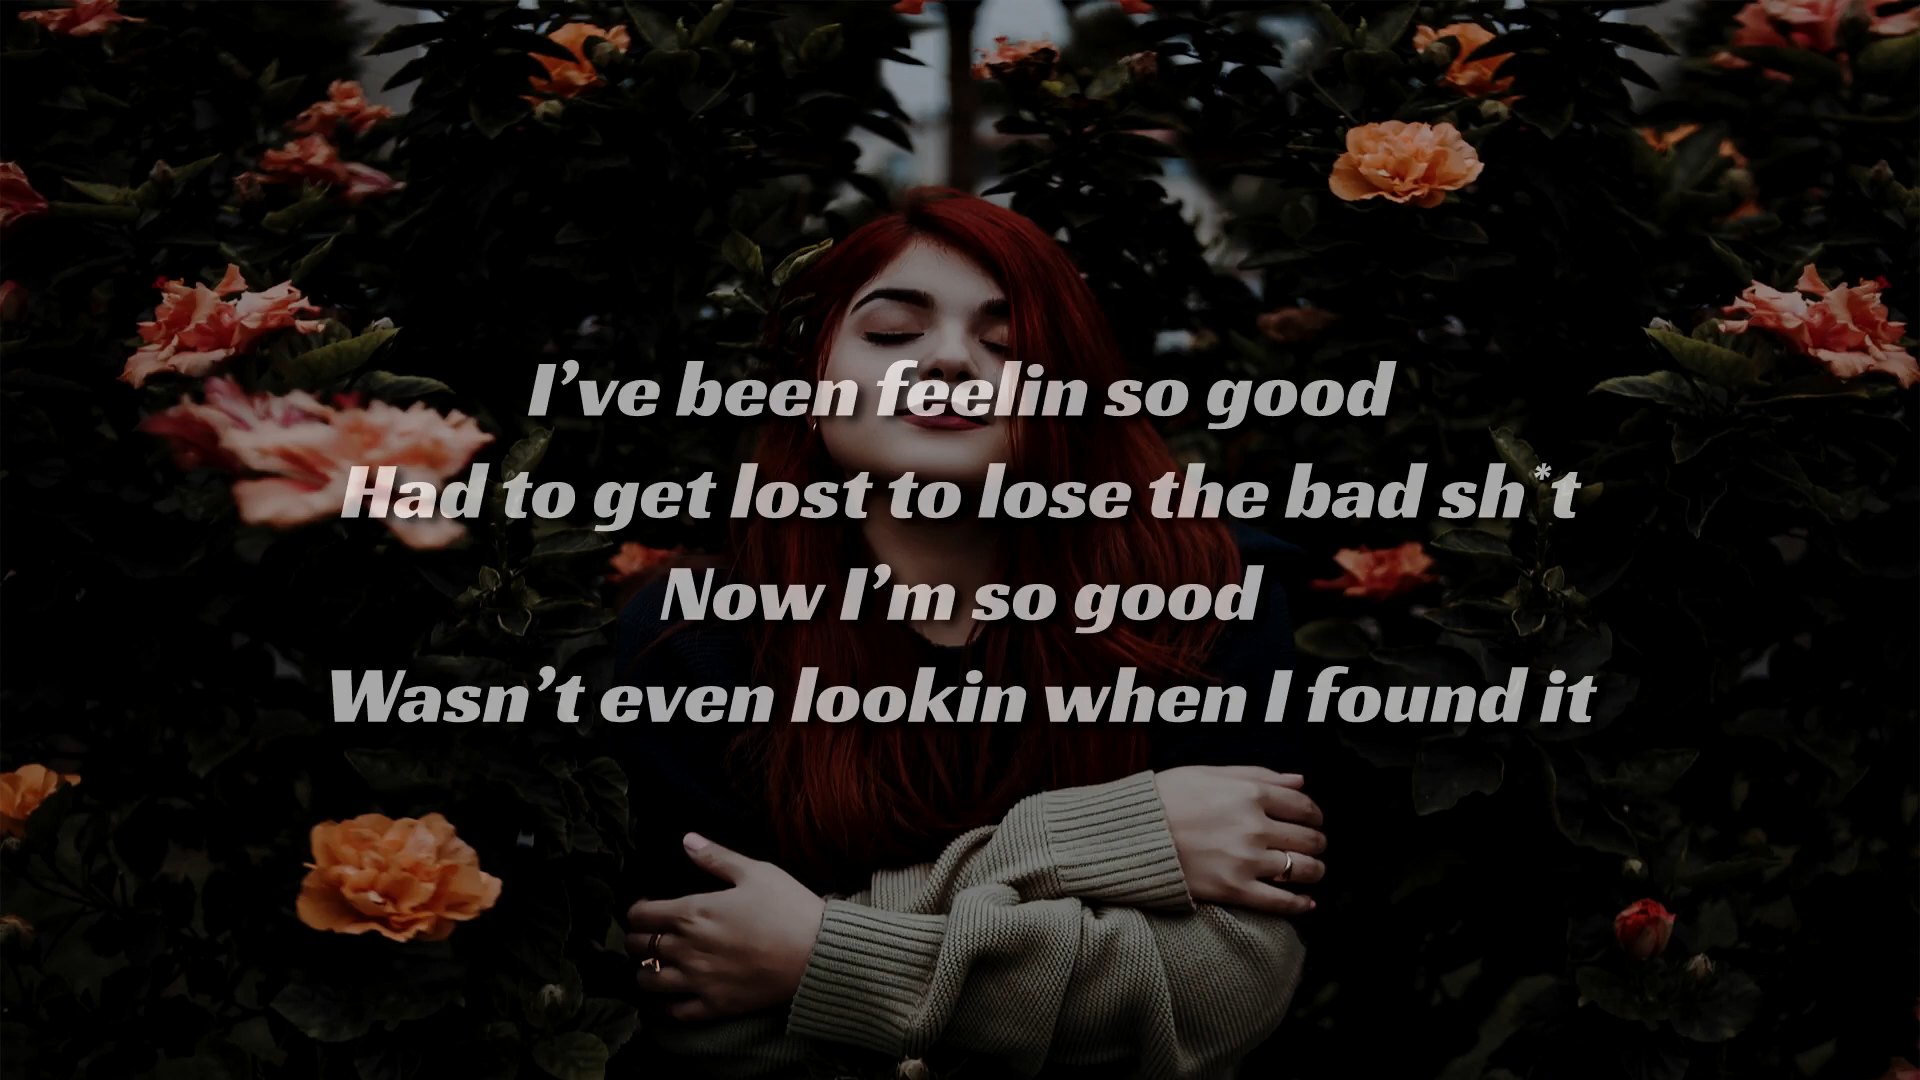 I’ve been feelin so good
Had to get lost to lose the bad sh*t
Now I’m so good
Wasn’t even lookin when I found it